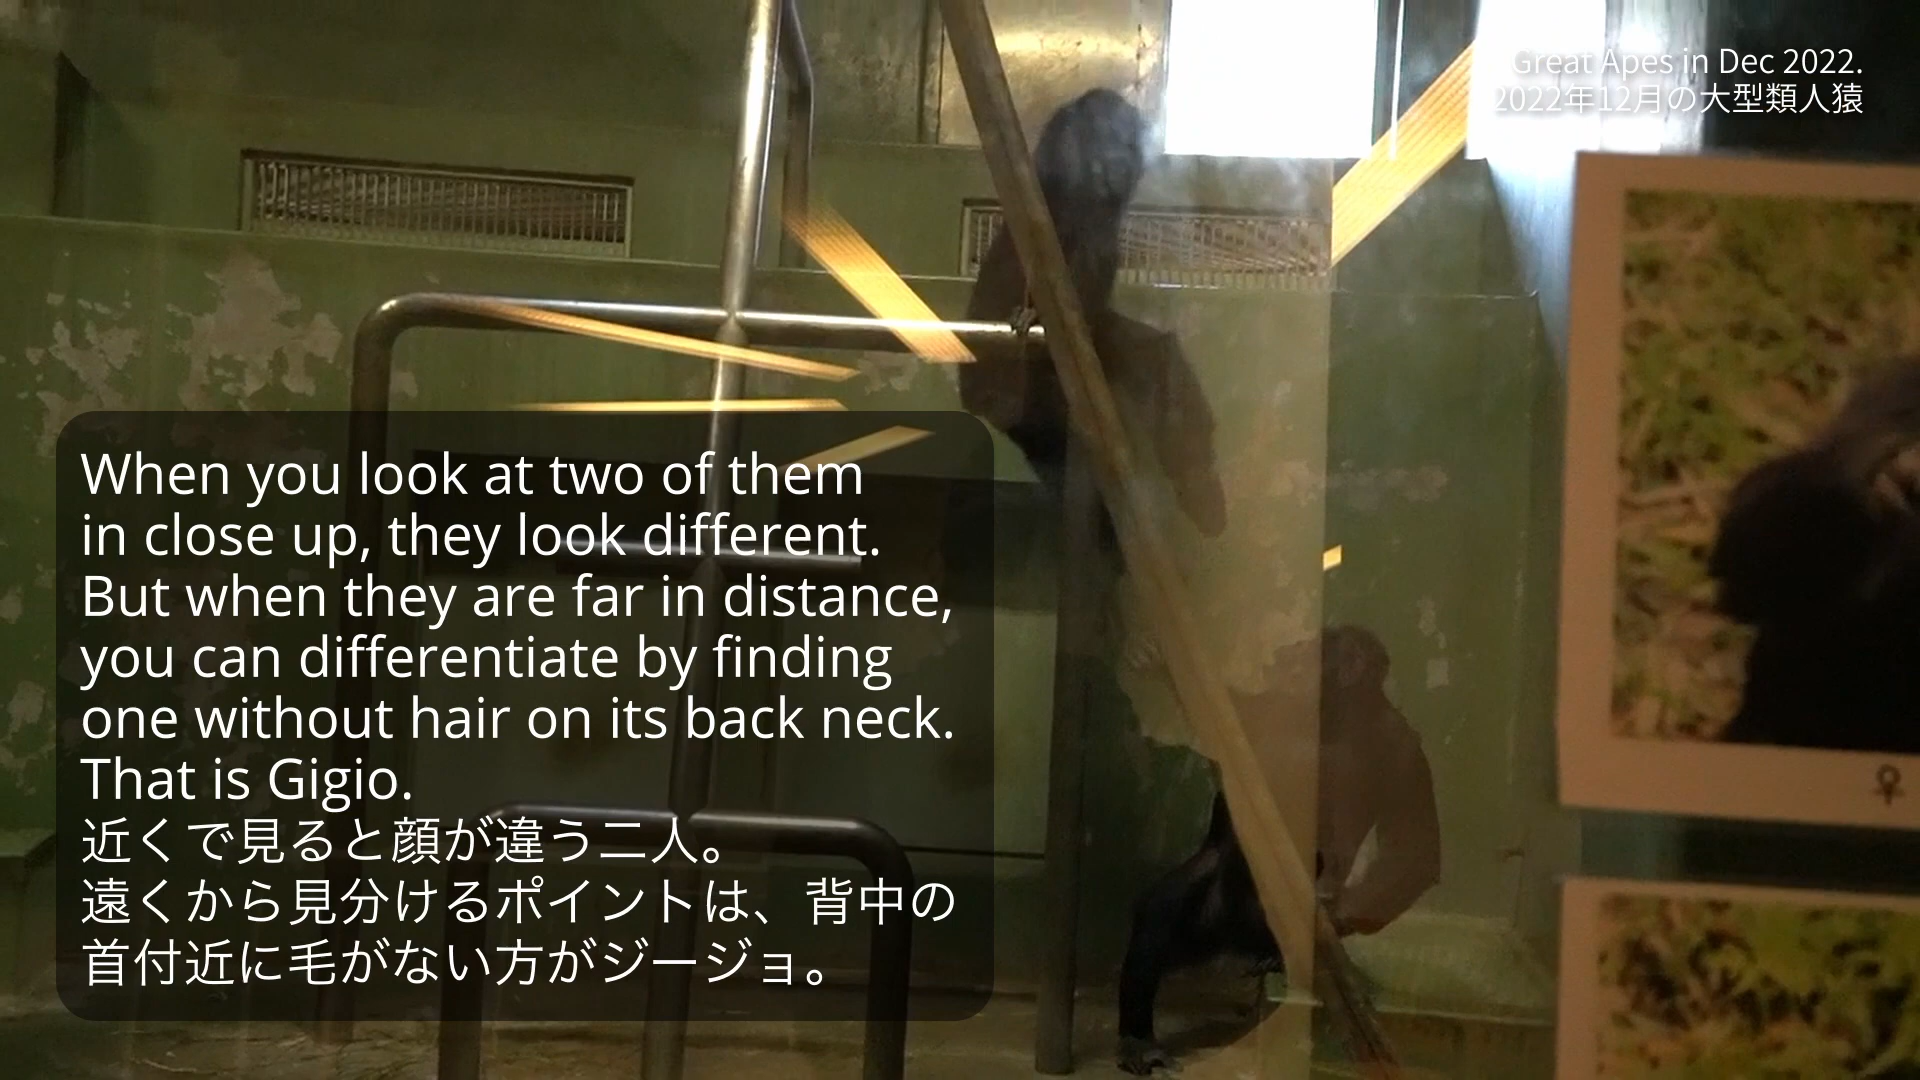 Great Apes in Dec 2022.
2022年12月の大型類人猿
When you look at two of them
in close up, they look different.
But when they are far in distance,
you can differentiate by finding
one without hair on its back neck.
That is Gigio.
近くで見ると顔が違う二人。
遠くから見分けるポイントは、背中の
首付近に毛がない方がジージョ。
♀